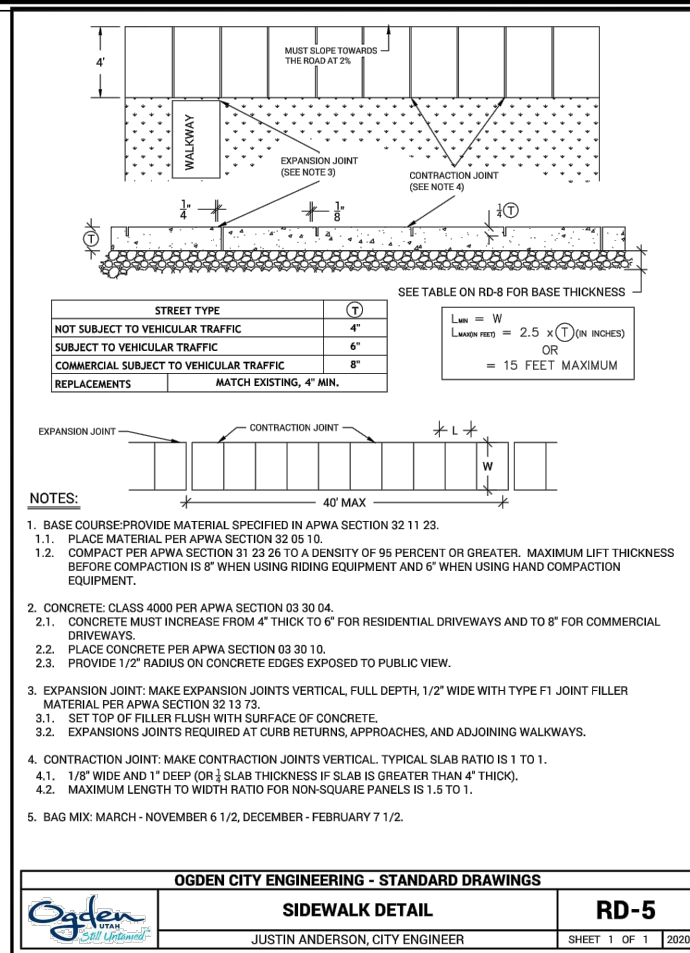 MUST SLOPE TOWARDS
THE ROAD AT 2%
4'
WALKWAY
EXPANSION JOINT
(SEE NOTE 3)
CONTRACTION JOINT
(SEE NOTE 4)
1/4"
1/8"
1/4 T
T
SEE TABLE ON RD-8 FOR BASE THICKNESS
STREET TYPE T
NOT SUBJECT TO VEHICULAR TRAFFIC 4"
SUBJECT TO VEHICULAR TRAFFIC 6"
COMMERCIAL SUBJECT TO VEHICULAR TRAFFIC 8"
REPLACEMENTS MATCH EXISTING, 4" MIN.
LMIN = W
LMAX(IN FEET) = 2.5 x T (IN INCHES)
OR
= 15 FEET MAXIMUM
EXPANSION JOINT
CONTRACTION JOINT
L
W
40' MAX
NOTES:
1. BASE COURSE:PROVIDE MATERIAL SPECIFIED IN APWA SECTION 32 11 23.
1.1. PLACE MATERIAL PER APWA SECTION 32 05 10.
1.2. COMPACT PER APWA SECTION 31 23 26 TO A DENSITY OF 95 PERCENT OR GREATER. MAXIMUM LIFT THICKNESS
BEFORE COMPACTION IS 8" WHEN USING RIDING EQUIPMENT AND 6" WHEN USING HAND COMPACTION
EQUIPMENT.
2. CONCRETE: CLASS 4000 PER APWA SECTION 03 30 04.
2.1. CONCRETE MUST INCREASE FROM 4" THICK TO 6" FOR RESIDENTIAL DRIVEWAYS AND TO 8" FOR COMMERCIAL
DRIVEWAYS.
2.2. PLACE CONCRETE PER APWA SECTION 03 30 10.
2.3. PROVIDE 1/2" RADIUS ON CONCRETE EDGES EXPOSED TO PUBLIC VIEW.
3. EXPANSION JOINT: MAKE EXPANSION JOINTS VERTICAL, FULL DEPTH, 1/2" WIDE WITH TYPE F1 JOINT FILLER
MATERIAL PER APWA SECTION 32 13 73.
3.1. SET TOP OF FILLER FLUSH WITH SURFACE OF CONCRETE.
3.2. EXPANSIONS JOINTS REQUIRED AT CURB RETURNS, APPROACHES, AND ADJOINING WALKWAYS.
4. CONTRACTION JOINT: MAKE CONTRACTION JOINTS VERTICAL. TYPICAL SLAB RATIO IS 1 TO 1.
4.1. 1/8" WIDE AND 1" DEEP (OR 1/4 SLAB THICKNESS IF SLAB IS GREATER THAN 4" THICK).
4.2. MAXIMUM LENGTH TO WIDTH RATIO FOR NON-SQUARE PANELS IS 1.5 TO 1.
5. BAG MIX: MARCH - NOVEMBER 6 1/2, DECEMBER - FEBRUARY 7 1/2.
OGDEN CITY ENGINEERING - STANDARD DRAWINGS
Ogden
UTAH
Still Untamed
SIDEWALK DETAIL
JUSTIN ANDERSON, CITY ENGINEER
RD-5
SHEET 1 OF 1 2020